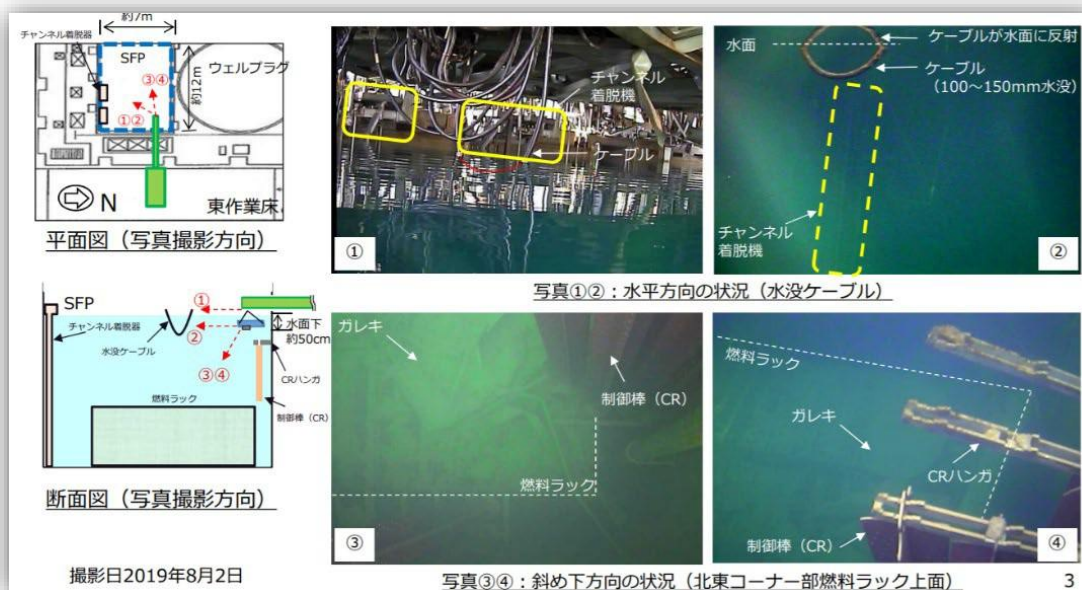 約7m
チャンネル着脱器
SFP
ウェルプラグ
③④
約12m
①②
N
東作業床
平面図(写真撮影方向)
SFP
①
チャンネル着脱器
水面下
約50cm
②
水没ケーブル
③④
CRハンガ
燃料ラック
制御棒(CR)
断面図(写真撮影方向)
撮影日2019年8月2日
チャンネル
着脱機
ケーブル
①
水面
ケーブルが水面に反射
ケーブル
(100~150mm水没)
チャンネル
着脱機
②
写真①②:水平方向の状況(水没ケーブル)
ガレキ
制御棒(CR)
燃料ラック
③
燃料ラック
ガレキ
CRハンガ
制御棒(CR)
④
写真③④:斜め下方向の状況(北東コーナー部燃料ラック上面)
3